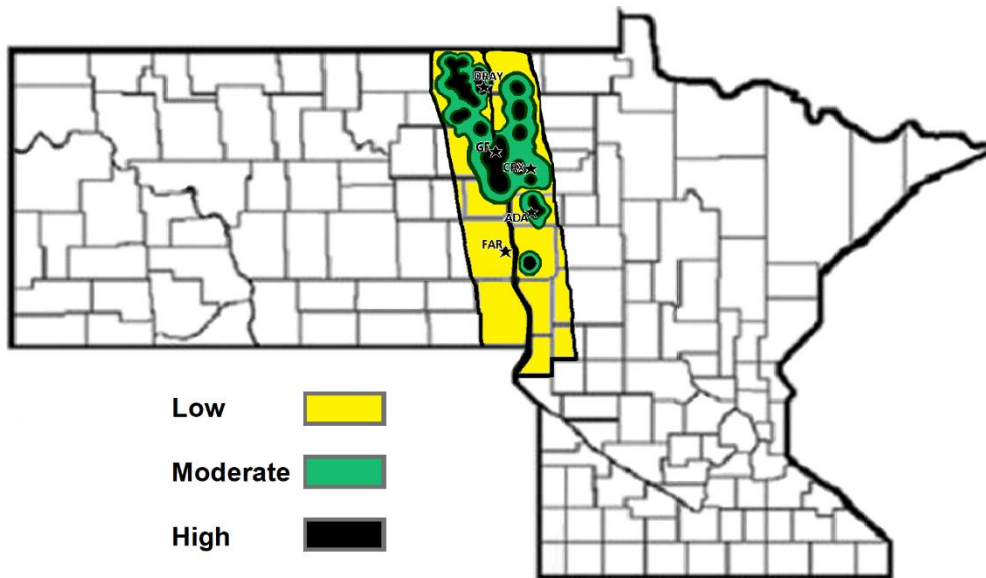 DRAY
GF
CRX
ADA
FAR
Low
Moderate
High